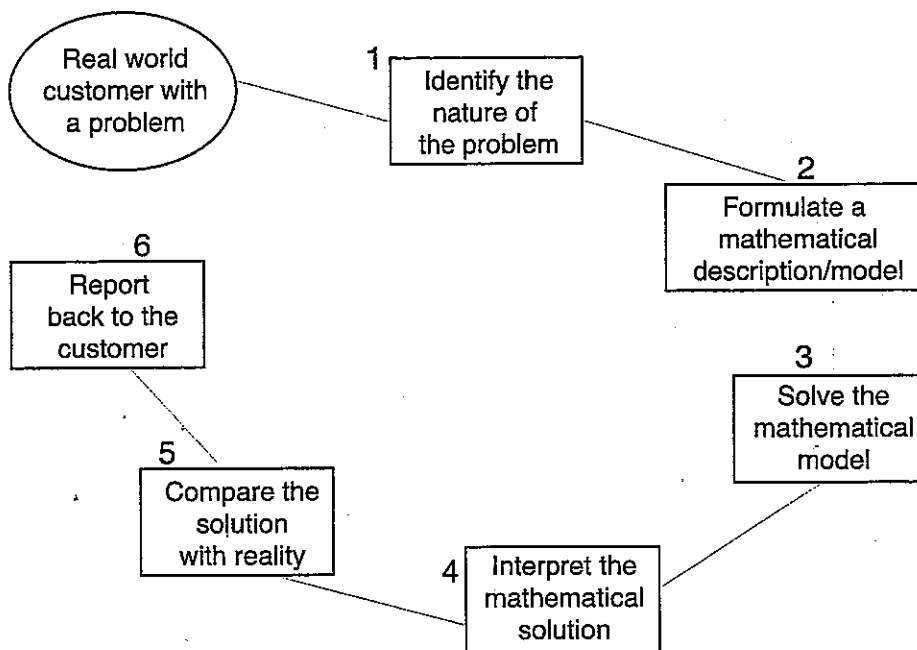 Real world
customer with
a problem
1
Identify the
nature of
the problem
2
Formulate a
mathematical
description/model
3
Solve the
mathematical
model
4
Interpret the
mathematical
solution
5
Compare the
solution
with reality
6
Report
back to the
customer